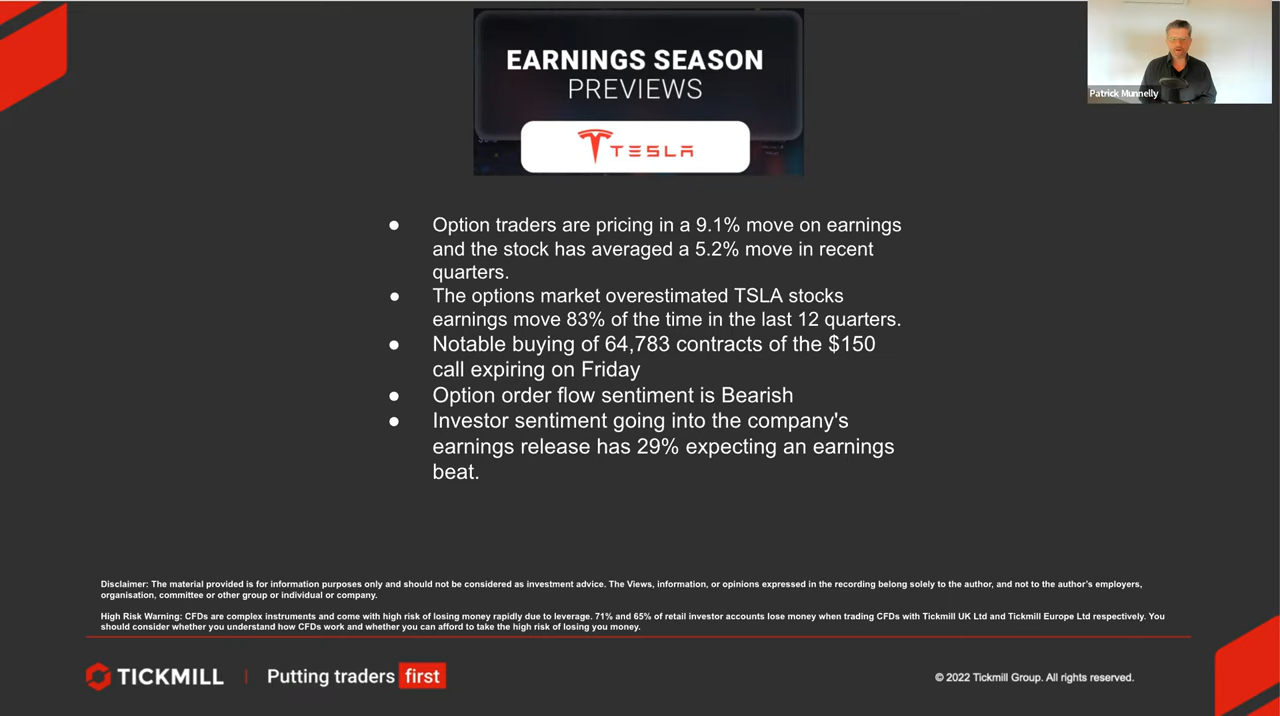 EARNINGS SEASON
PREVIEWS
TESLA
Patrick Munnelly
● Option traders are pricing in a 9.1% move on earnings
and the stock has averaged a 5.2% move in recent
quarters.
● The options market overestimated TSLA stocks
earnings move 83% of the time in the last 12 quarters.
● Notable buying of 64,783 contracts of the $150
call expiring on Friday
● Option order flow sentiment is Bearish
● Investor sentiment going into the company's
earnings release has 29% expecting an earnings
beat.
Disclaimer: The material provided is for information purposes only and should not be considered as investment advice. The Views, information, or opinions expressed in the recording belong solely to the author, and not to the author's employers,
organisation, committee or other group or individual or company.
High Risk Warning: CFDs are complex instruments and come with high risk of losing money rapidly due to leverage. 71% and 65% of retail investor accounts lose money when trading CFDs with Tickmill UK Ltd and Tickmill Europe Ltd respectively. You
should consider whether you understand how CFDs work and whether you can afford to take the high risk of losing you money.
TICKMILL | Putting traders first
© 2022 Tickmill Group. All rights reserved.